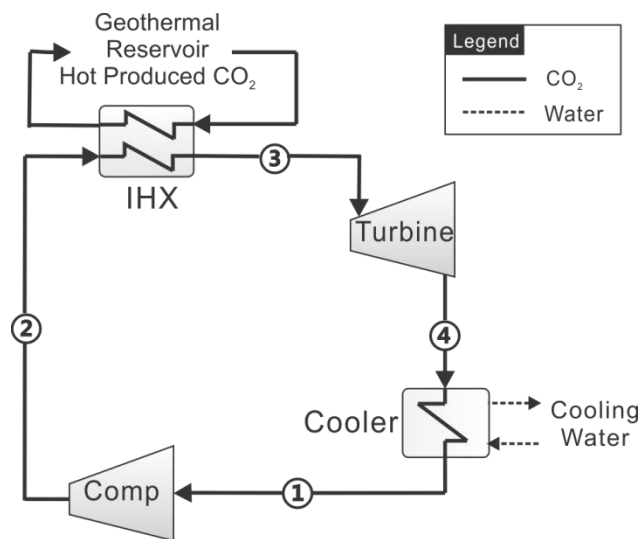 Geothermal
Reservoir
Hot Produced CO₂
Legend
CO₂
Water
IHX
③
Turbine
②
④
Cooler
Cooling
Water
Comp
①